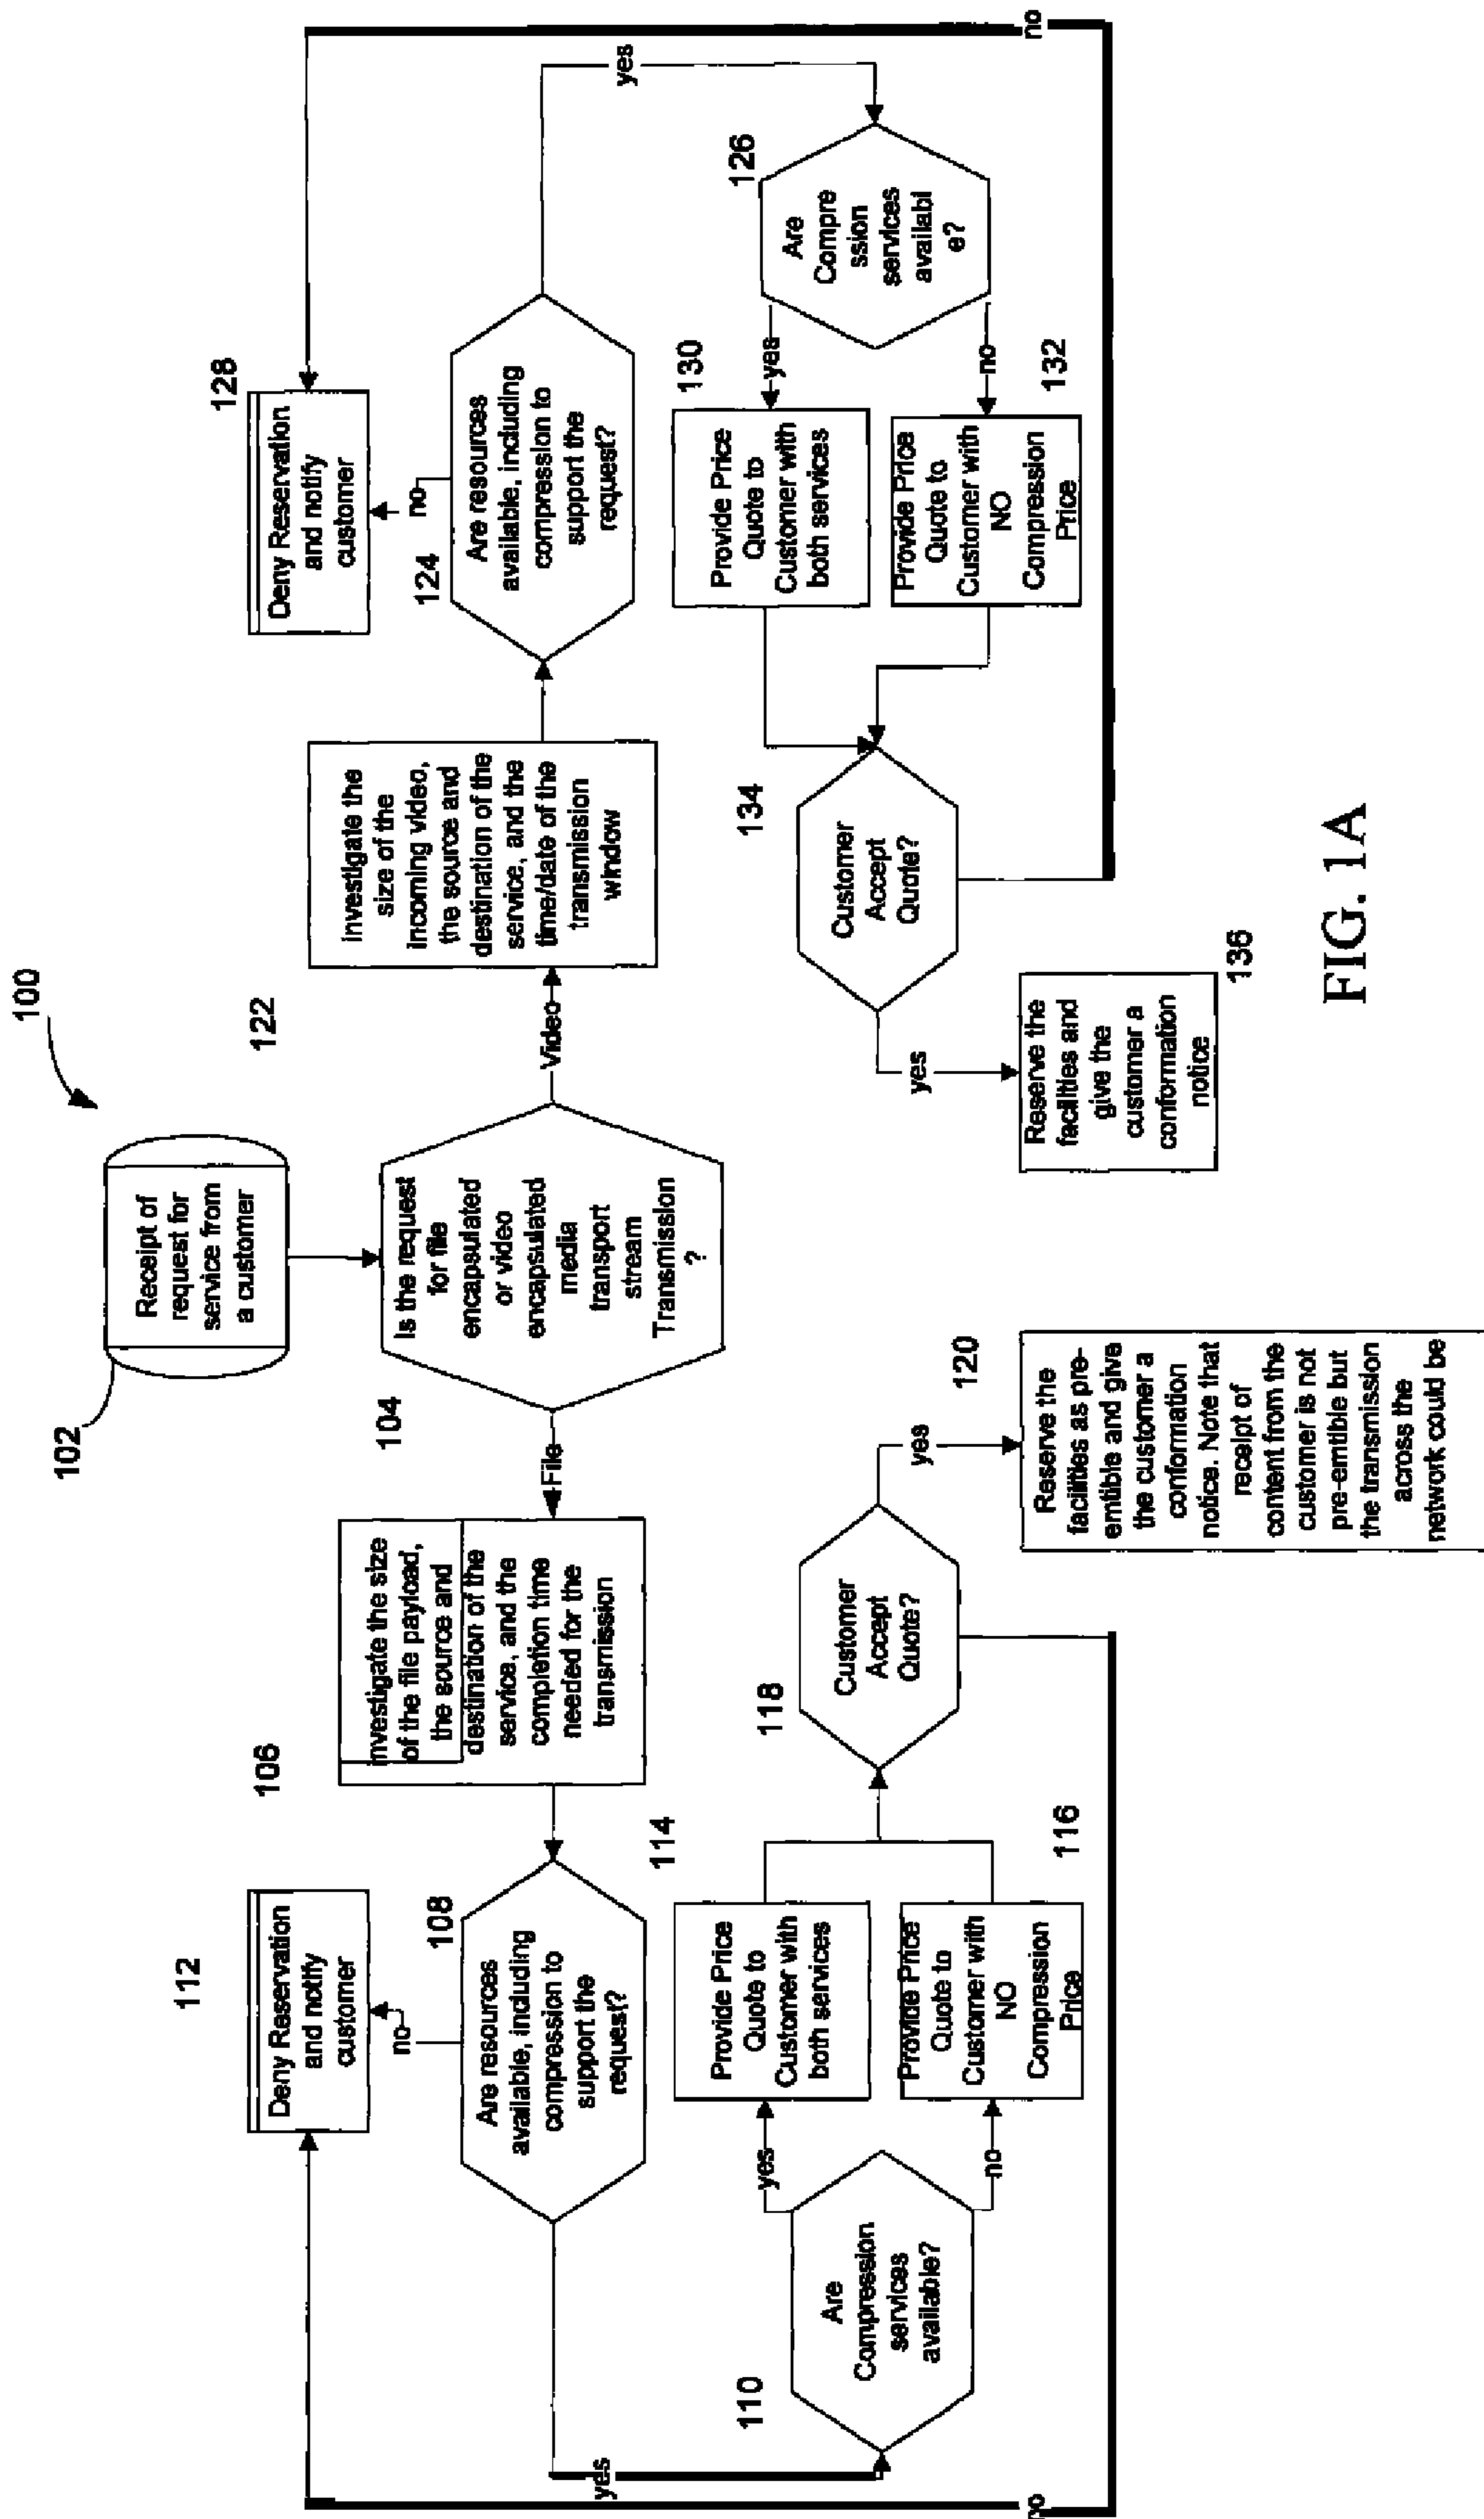 100
102
Receipt of
request for
service from
a customer
104
Is the request
for file
encapsulated
or video
encapsulated
media
transport
stream
Transmission
?
File
Video
106
investigate the size
of the file payload,
the source and
destination of the
service, and the
completion time
needed for the
transmission
122
investigate the
size of the
incoming video,
the source and
destination of the
service, and the
time/date of the
transmission
window
112
Deny Reservation
and notify
customer
no
108
Are resources
available, including
compression to
support the
request?
yes
128
Deny Reservation
and notify
customer
no
124
Are resources
available, including
compression to
support the
request?
yes
110
Are
Compression
services
available?
yes
no
114
Provide Price
Quote to
Customer with
both services
116
Provide Price
Quote to
Customer with
NO
Compression
Price
118
Customer
Accept
Quote?
yes
no
120
Reserve the
facilities as pre-
emtible and give
the customer a
conformation
notice. Note that
receipt of
content from the
customer is not
pre-emtible but
the transmission
across the
network could be
126
Are
Compre
ssion
services
availabl
e?
yes
no
130
Provide Price
Quote to
Customer with
both services
132
Provide Price
Quote to
Customer with
NO
Compression
Price
134
Customer
Accept
Quote?
yes
no
136
Reserve the
facilities and
give the
customer a
conformation
notice
FIG. 1A